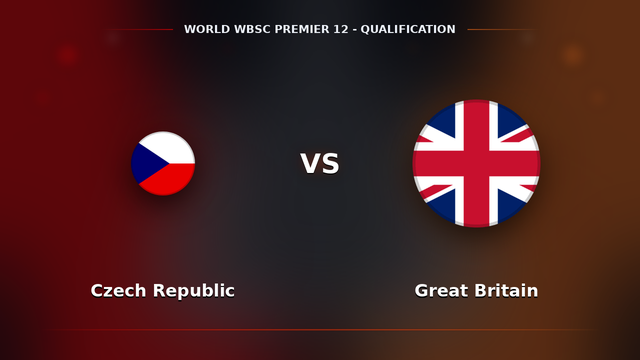 WORLD WBSC PREMIER 12 - QUALIFICATION
VS
Czech Republic
Great Britain